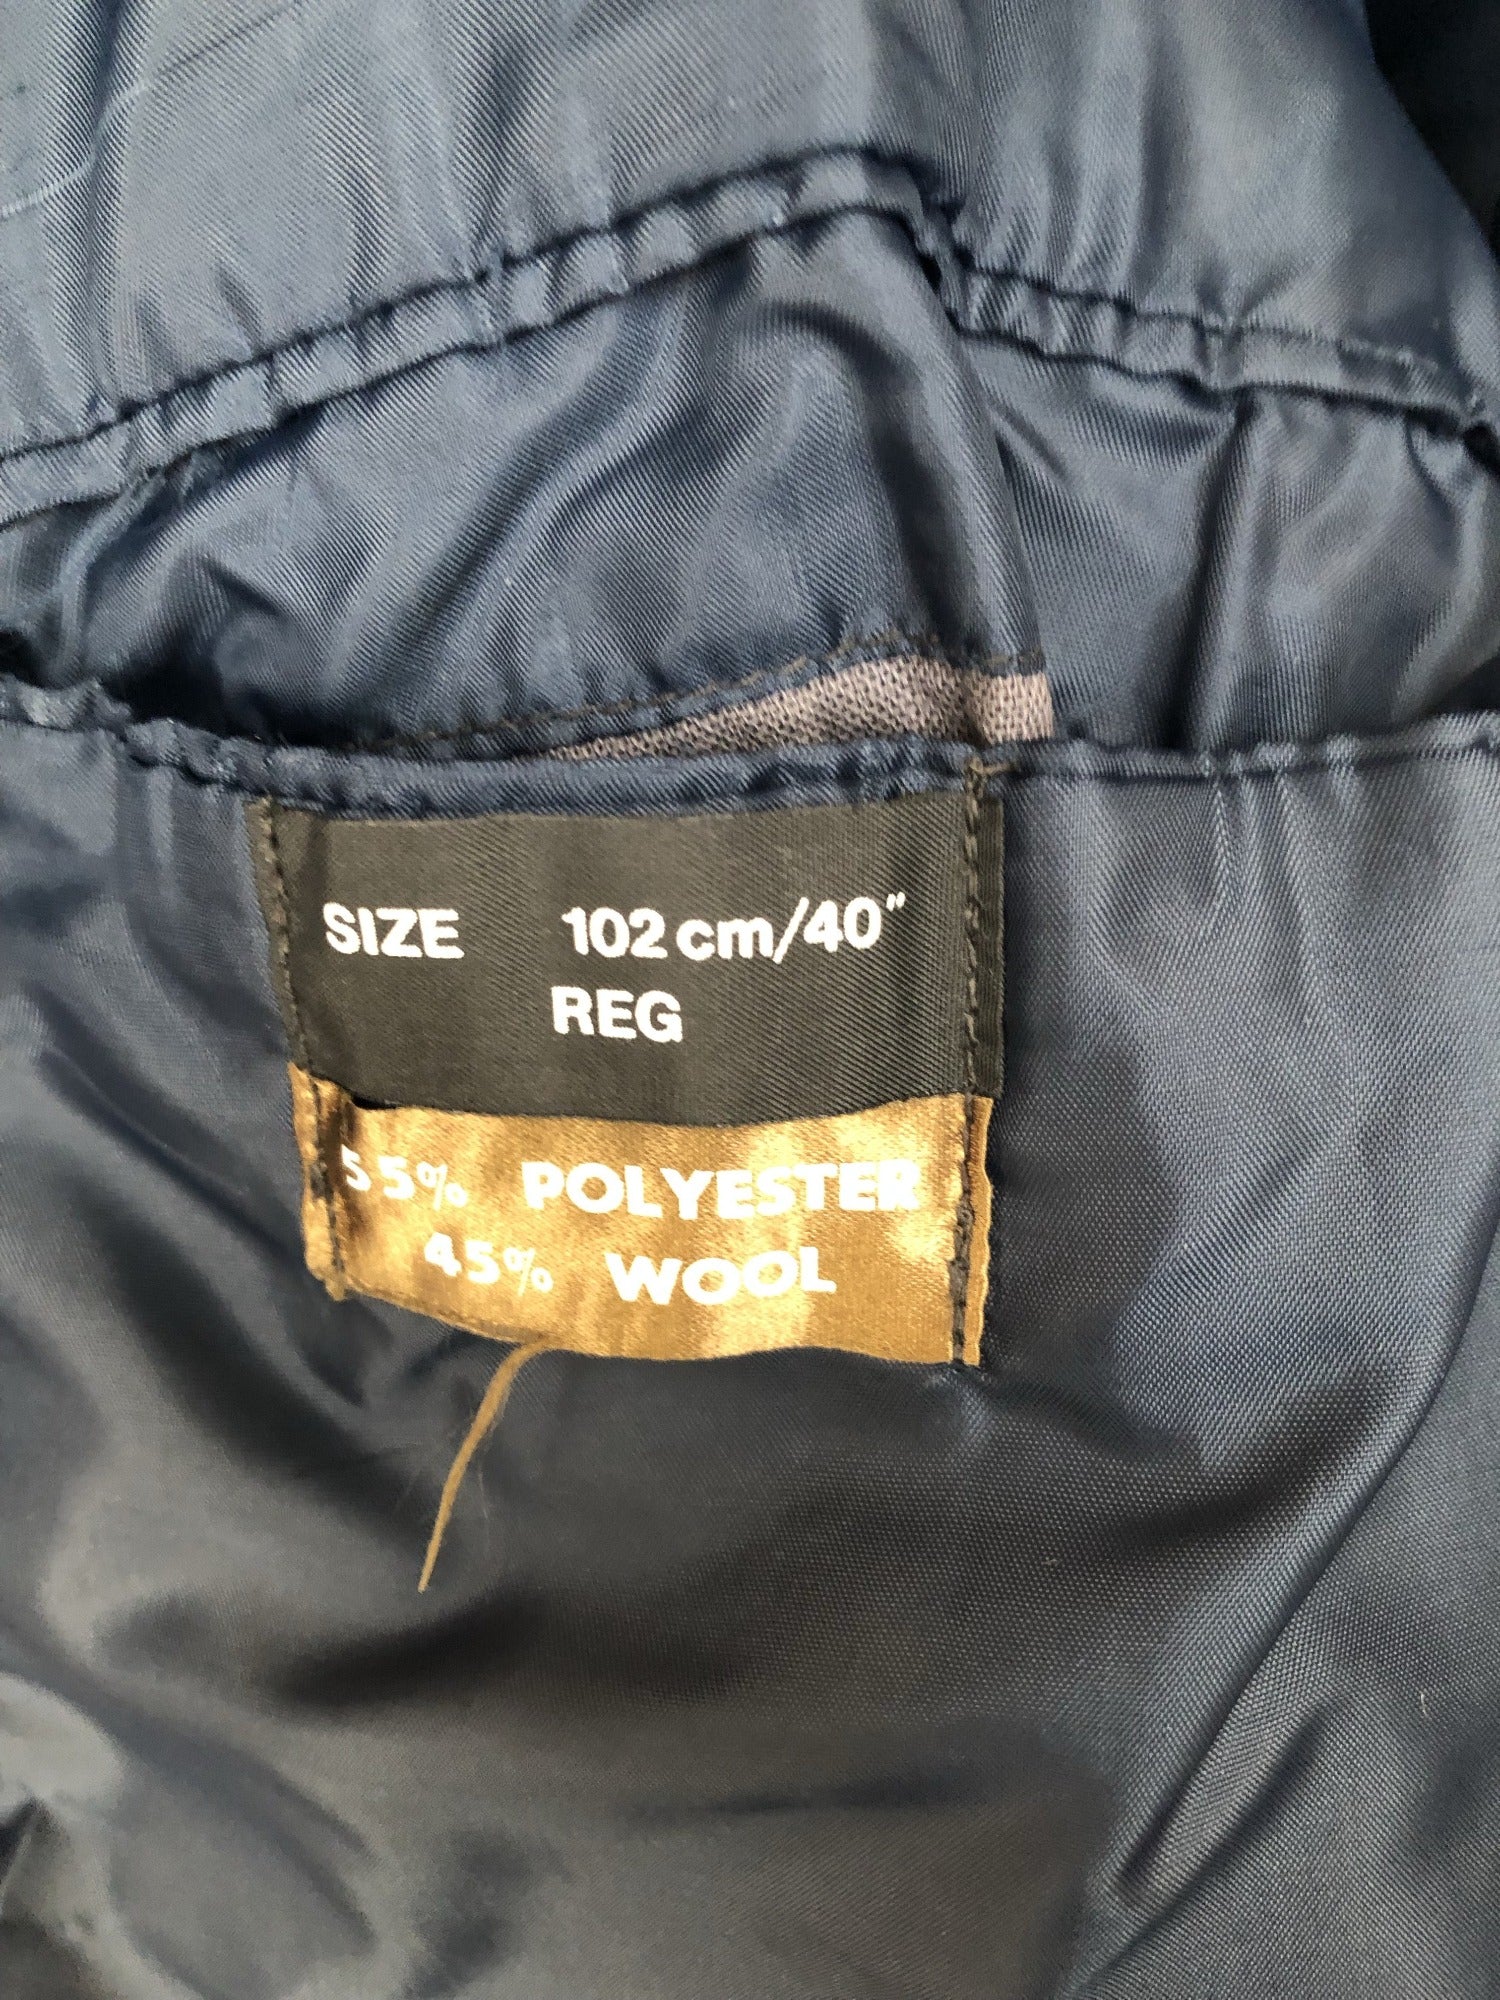 SIZE 102 cm/40"
REG
55% POLYESTER
45% WOOL